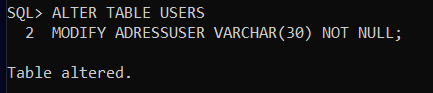 SQL> ALTER TABLE USERS
2 MODIFY ADRESSUSER VARCHAR(30) NOT NULL;
Table altered.